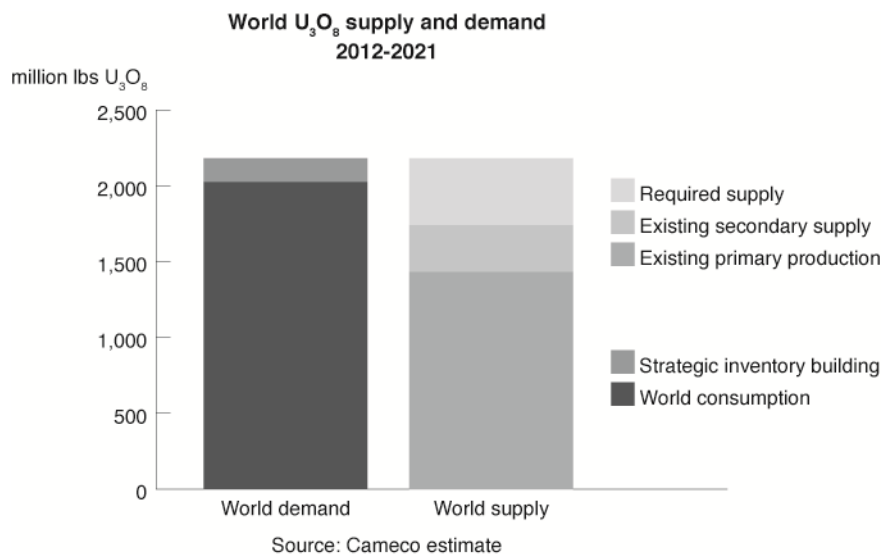 World U₃O₈ supply and demand
2012-2021
million lbs U₃O₈
2,500
2,000
1,500
1,000
500
0
Required supply
Existing secondary supply
Existing primary production
Strategic inventory building
World consumption
World demand
World supply
Source: Cameco estimate